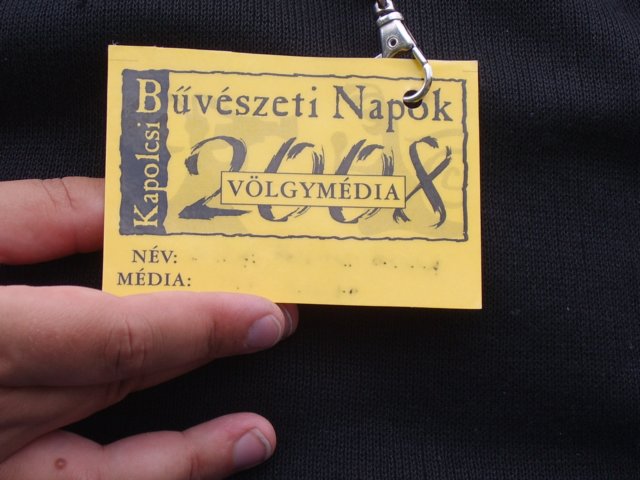 Kapolcsi
Bűvészeti Napok
2008
VÖLGYMÉDIA
NÉV:
MÉDIA: